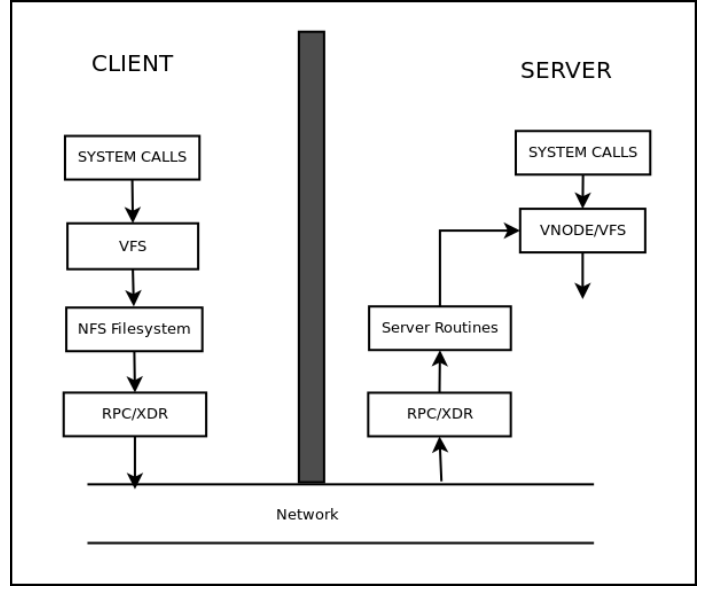 CLIENT
SERVER
SYSTEM CALLS
SYSTEM CALLS
VFS
VNODE/VFS
NFS Filesystem
Server Routines
RPC/XDR
RPC/XDR
Network